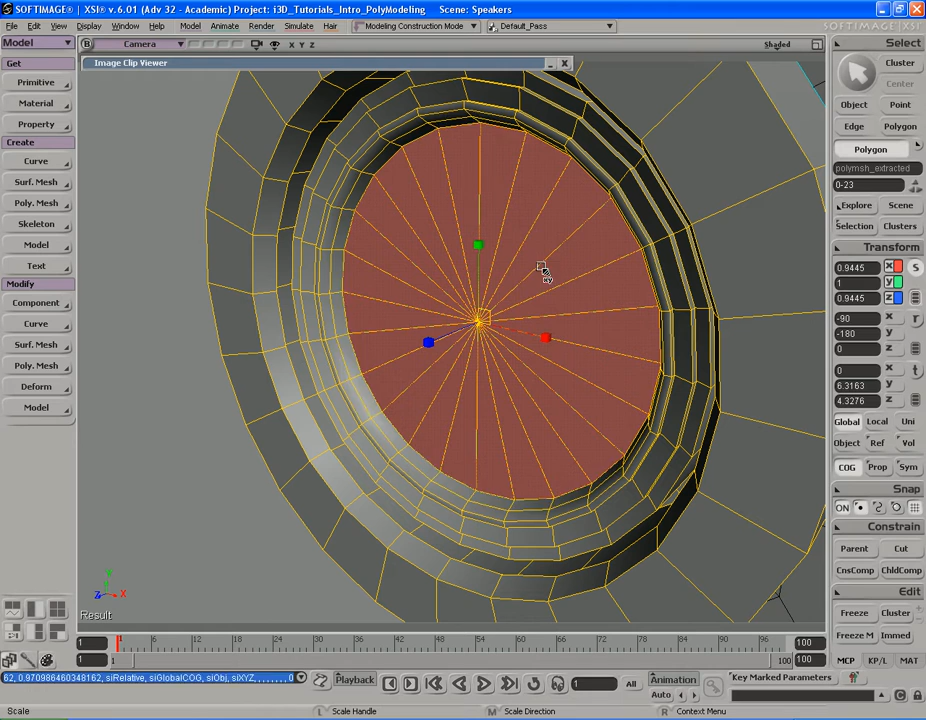 SOFTIMAGE® | XSI® v.6.01 (Adv 32 - Academic) Project: i3D_Tutorials_Intro_PolyModeling    Scene: Speakers
File Edit View Display Window Help Model Animate Render Simulate Hair Modeling Construction Mode Default_Pass SOFTIMAGE | XSI
Model B Camera X Y Z Shaded Select
Get Image Clip Viewer Cluster
Primitive Center
Material Object Point
Property Edge Polygon
Create Polygon
Curve polymsh_extracted
Surf. Mesh 0-23
Poly. Mesh Explore Scene
Skeleton Selection Clusters
Model Transform
Text 0.9445 x s
Modify 1 y
Component 0.9445 z
Curve -90 x r
Surf. Mesh -180 y
Poly. Mesh 0 z
Deform 0 x t
Model 6.3163 y
4.3276 z
Global Local Uni
Object Ref Vol
COG Prop Sym
Snap
ON
Constrain
Parent Cut
CnsComp ChldComp
Edit
Freeze Cluster
Freeze M Immed
MCP KP/L MAT
xy
Y
Z X
Result
1 1 6 12 18 24 30 36 42 48 54 60 66 72 78 84 90 96 100
1 1 100 100
62, 0.970986460348162, siRelative, siGlobalCOG, siObj, siXYZ, , , , , , , 0 Playback 1 All Animation Key Marked Parameters
Auto
Scale L Scale Handle M Scale Direction R Context Menu